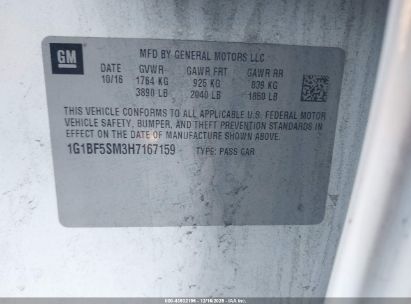 GM
MFD BY GENERAL MOTORS LLC
10/16 GVWR GAWR FRT GAWR RR
1764 KG 925 KG 839 KG
3890 LB 2040 LB 1850 LB
THIS VEHICLE CONFORMS TO ALL APPLICABLE U.S. FEDERAL MOTOR
VEHICLE SAFETY, BUMPER, AND THEFT PREVENTION STANDARDS IN
EFFECT ON THE DATE OF MANUFACTURE SHOWN ABOVE.
1G1BF5SM3H7167159 TYPE: PASS CAR